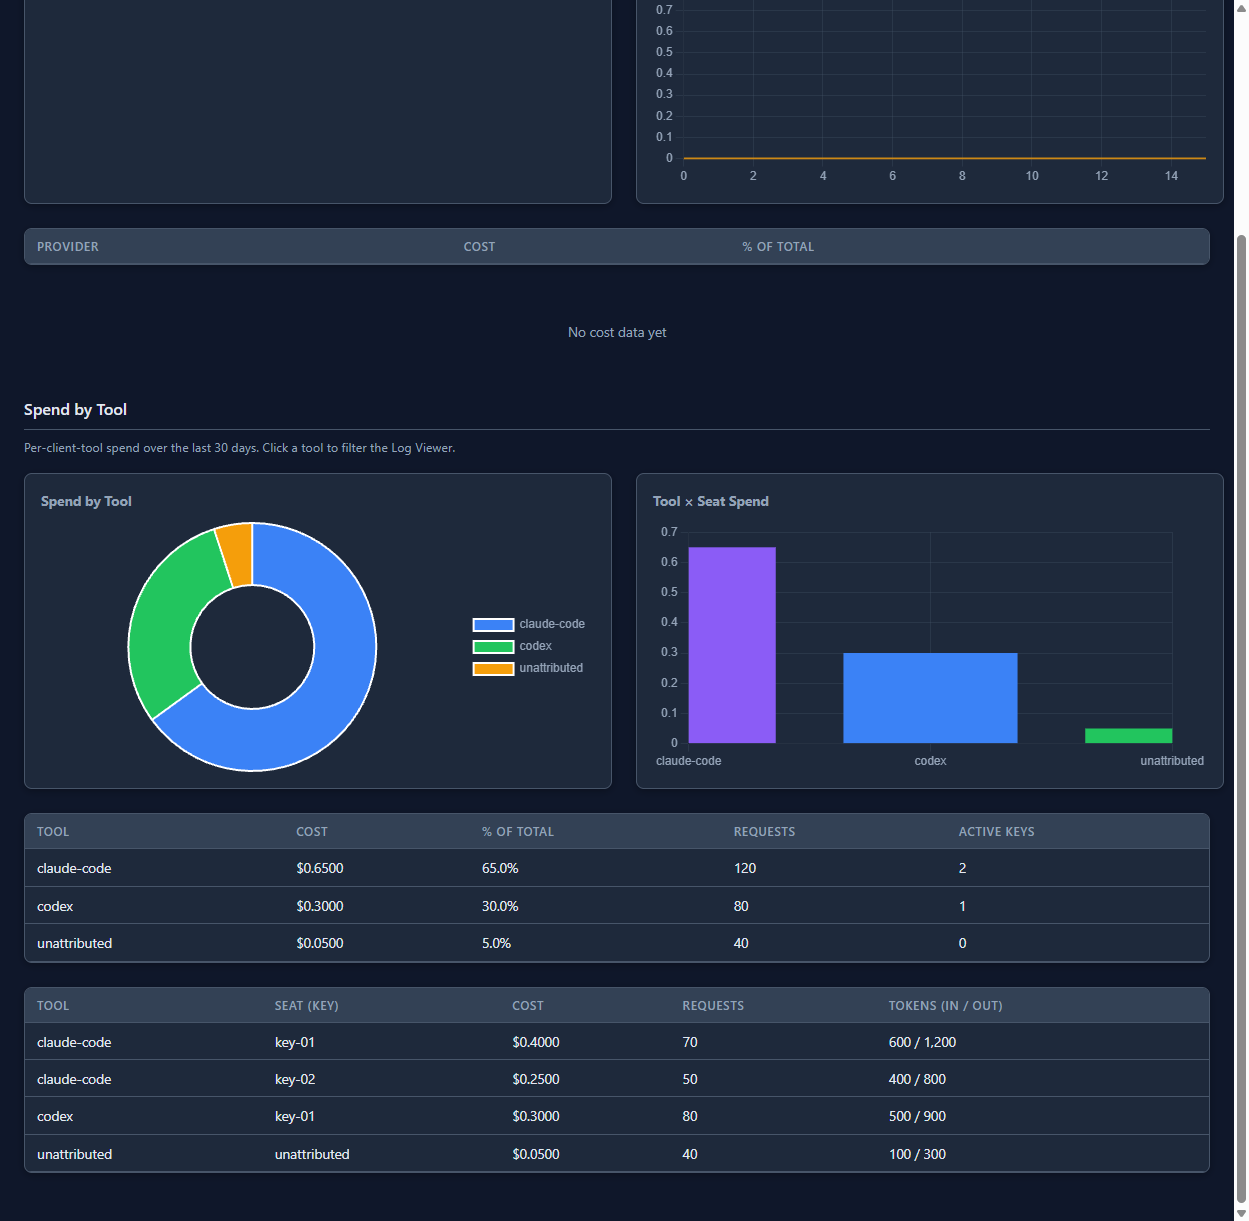 0.7
0.6
0.5
0.4
0.3
0.2
0.1
0
0 2 4 6 8 10 12 14
PROVIDER COST % OF TOTAL
No cost data yet
Spend by Tool
Per-client-tool spend over the last 30 days. Click a tool to filter the Log Viewer.
Spend by Tool
claude-code
codex
unattributed
Tool × Seat Spend
0.7
0.6
0.5
0.4
0.3
0.2
0.1
0
claude-code codex unattributed
TOOL COST % OF TOTAL REQUESTS ACTIVE KEYS
claude-code $0.6500 65.0% 120 2
codex $0.3000 30.0% 80 1
unattributed $0.0500 5.0% 40 0
TOOL SEAT (KEY) COST REQUESTS TOKENS (IN / OUT)
claude-code key-01 $0.4000 70 600 / 1,200
claude-code key-02 $0.2500 50 400 / 800
codex key-01 $0.3000 80 500 / 900
unattributed unattributed $0.0500 40 100 / 300